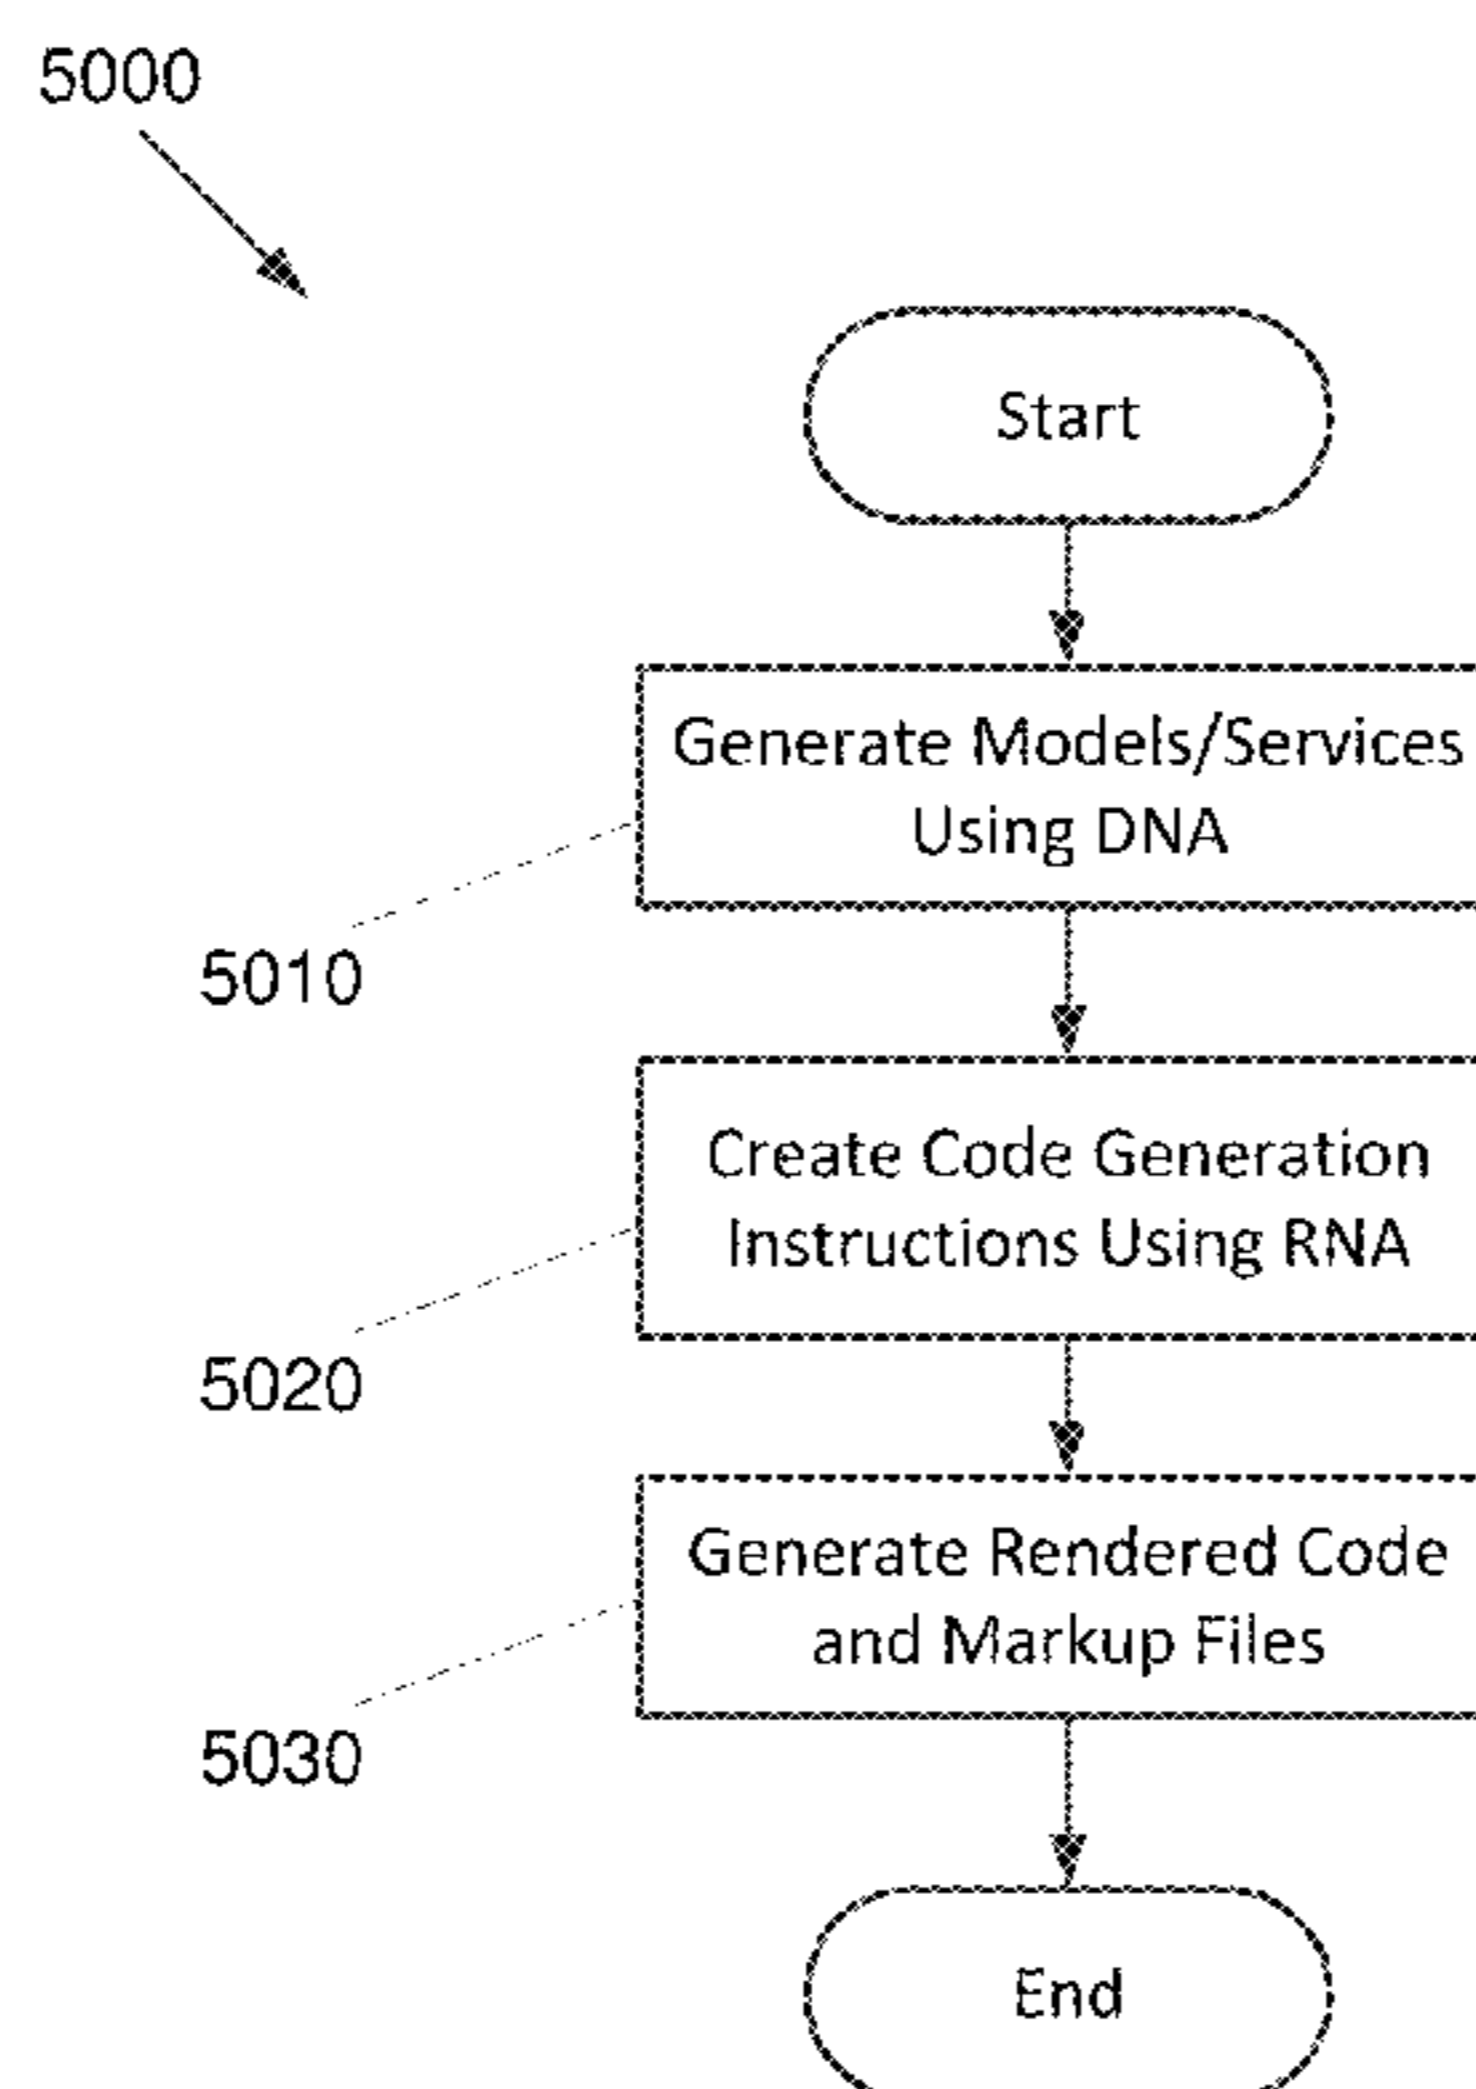 5000
Start
Generate Models/Services
Using DNA
5010
Create Code Generation
Instructions Using RNA
5020
Generate Rendered Code
and Markup Files
5030
End